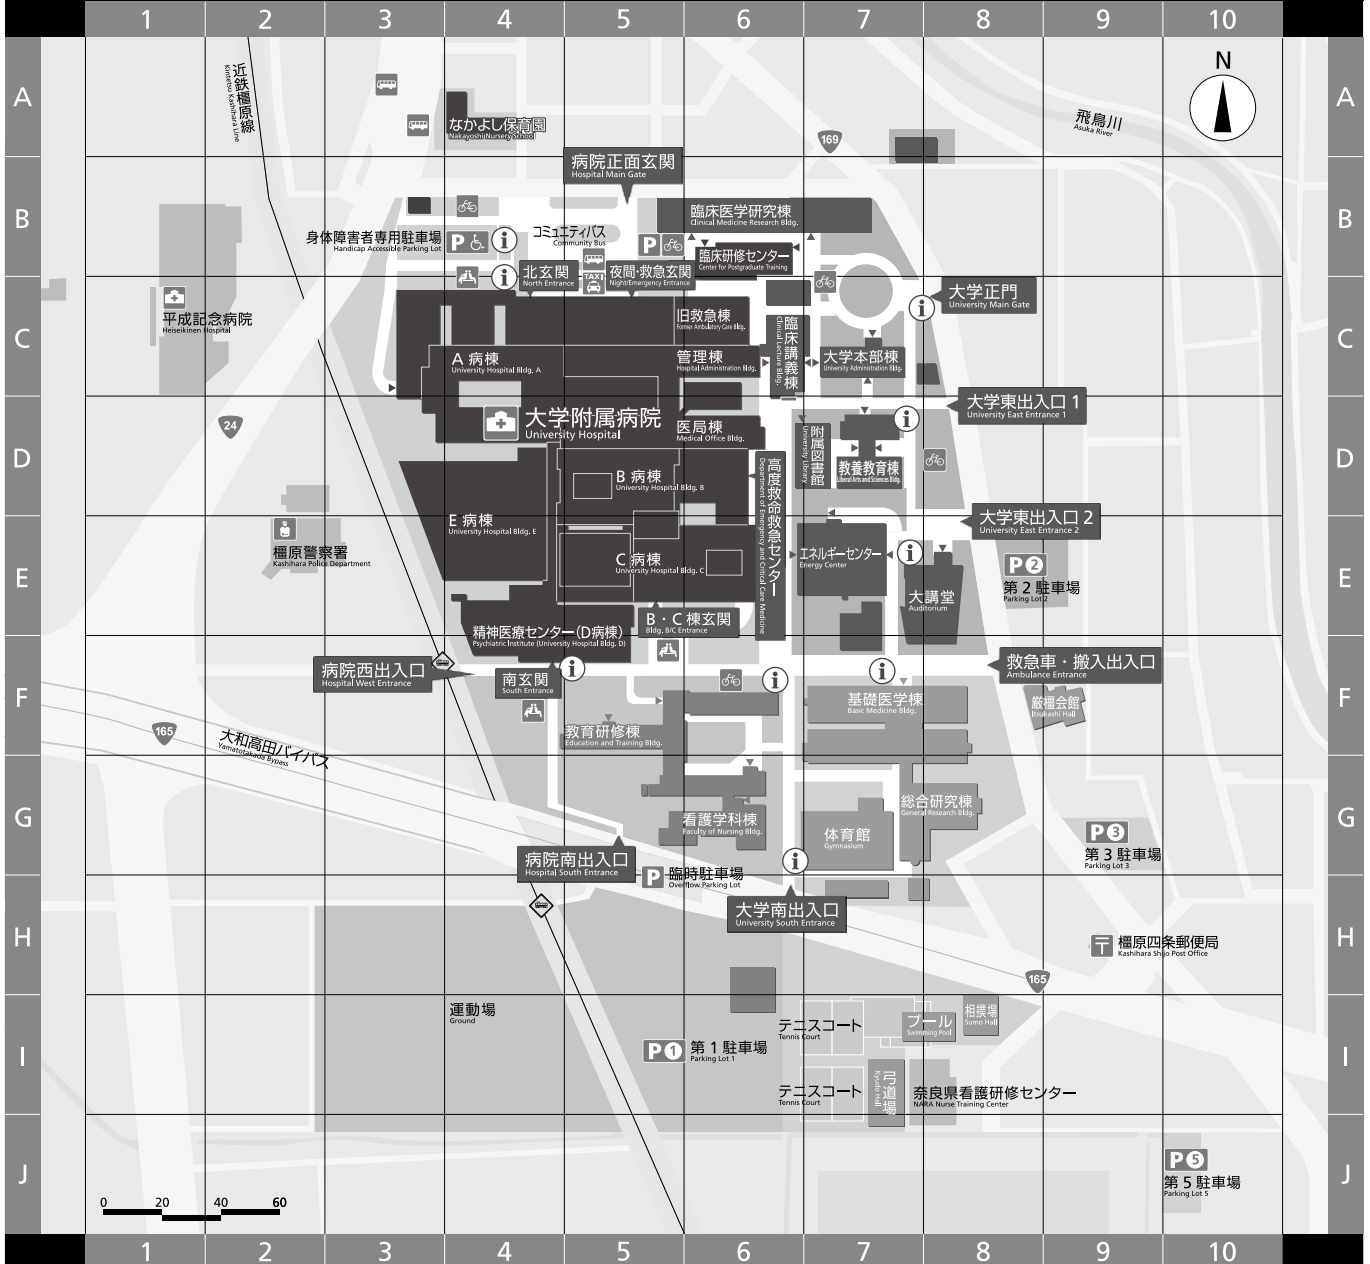 1 2 3 4 5 6 7 8 9 10
A
B
C
D
E
F
G
H
I
J
A
B
C
D
E
F
G
H
I
J
N
近鉄橿原線
Kintetsu Kashihara Line
なかよし保育園
Nakayoshi Nursery School
169
飛鳥川
Asuka River
病院正面玄関
Hospital Main Gate
臨床医学研究棟
Clinical Medicine Research Bldg.
身体障害者専用駐車場
Handicap Accessible Parking Lot
P
i
コミュニティバス
Community Bus
P
臨床研修センター
Center for Postgraduate Training
i
北玄関
North Entrance
TAXI
夜間・救急玄関
Night/Emergency Entrance
大学正門
University Main Gate
i
平成記念病院
Heiseikinen Hospital
旧救急棟
Former Ambulatory Care Bldg.
臨床講義棟
Clinical Lecture Bldg.
A 病棟
University Hospital Bldg. A
管理棟
Hospital Administration Bldg.
大学本部棟
University Administration Bldg.
大学東出入口 1
University East Entrance 1
24
大学附属病院
University Hospital
医局棟
Medical Office Bldg.
附属図書館
University Library
i
教養教育棟
Liberal Arts and Sciences Bldg.
B 病棟
University Hospital Bldg. B
高度救命救急センター
Department of Emergency and Critical Care Medicine
E 病棟
University Hospital Bldg. E
大学東出入口 2
University East Entrance 2
橿原警察署
Kashihara Police Department
C 病棟
University Hospital Bldg. C
エネルギーセンター
Energy Center
i
P 2
第 2 駐車場
Parking Lot 2
大講堂
Auditorium
精神医療センター(D病棟)
Psychiatric Institute (University Hospital Bldg. D)
B・C 棟玄関
Bldg. B/C Entrance
病院西出入口
Hospital West Entrance
南玄関
South Entrance
i
i
i
救急車・搬入出入口
Ambulance Entrance
基礎医学棟
Basic Medicine Bldg.
厳橿会館
Itsukashi Hall
165
大和高田バイパス
Yamatotakada Bypass
教育研修棟
Education and Training Bldg.
看護学科棟
Faculty of Nursing Bldg.
総合研究棟
General Research Bldg.
体育館
Gymnasium
P 3
第 3 駐車場
Parking Lot 3
病院南出入口
Hospital South Entrance
P
臨時駐車場
Overflow Parking Lot
i
大学南出入口
University South Entrance
橿原四条郵便局
Kashihara Shijo Post Office
165
運動場
Ground
テニスコート
Tennis Court
プール
Swimming Pool
相撲場
Sumo Hall
P 1
第 1 駐車場
Parking Lot 1
テニスコート
Tennis Court
弓道場
Kyudo Hall
奈良県看護研修センター
NARA Nurse Training Center
P 5
第 5 駐車場
Parking Lot 5
0 20 40 60
1 2 3 4 5 6 7 8 9 10